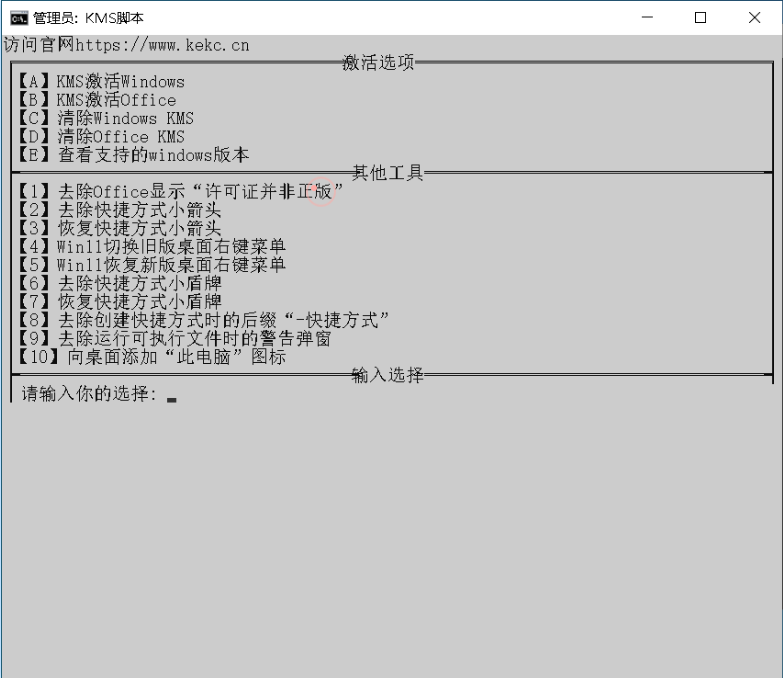 管理员: KMS脚本
访问官网https://www.kekc.cn
激活选项
【A】KMS激活Windows
【B】KMS激活Office
【C】清除Windows KMS
【D】清除Office KMS
【E】查看支持的windows版本
其他工具
【1】去除Office显示“许可证并非正版”
【2】去除快捷方式小箭头
【3】恢复快捷方式小箭头
【4】Win11切换旧版桌面右键菜单
【5】Win11恢复新版桌面右键菜单
【6】去除快捷方式小盾牌
【7】恢复快捷方式小盾牌
【8】去除创建快捷方式时的后缀“-快捷方式”
【9】去除运行可执行文件时的警告弹窗
【10】向桌面添加“此电脑”图标
输入选择
请输入你的选择: _